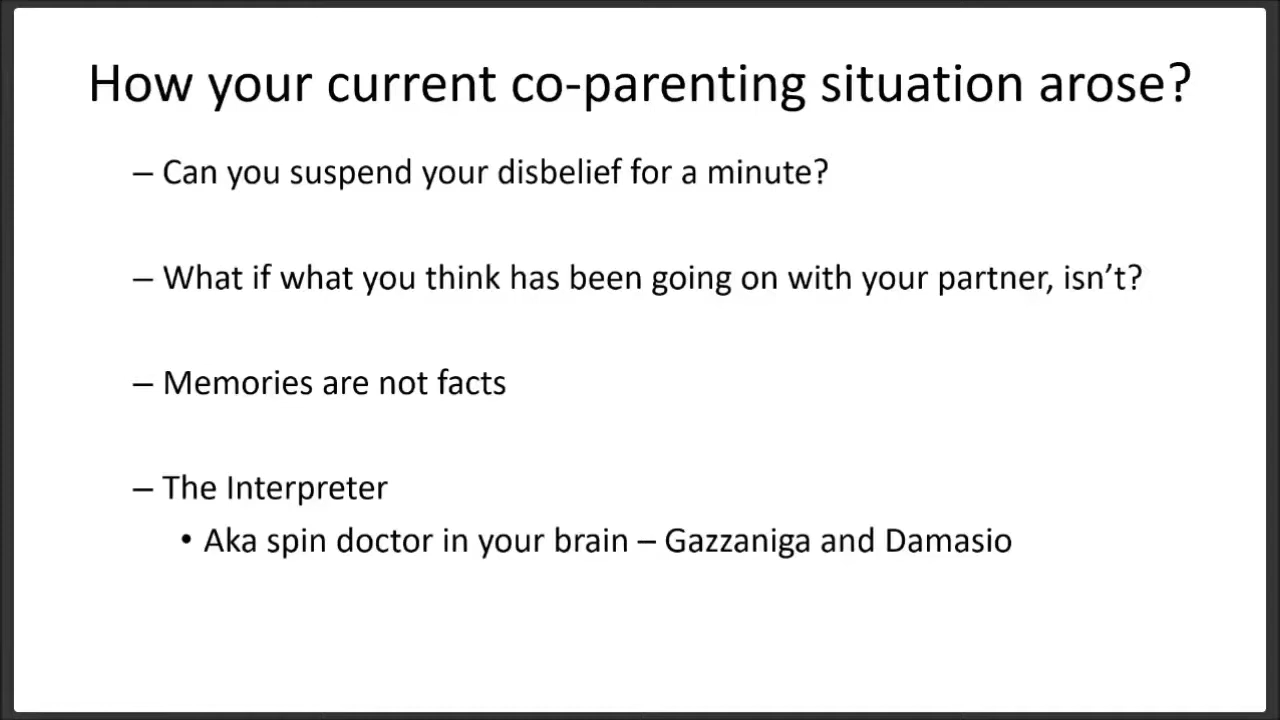 How your current co-parenting situation arose?
– Can you suspend your disbelief for a minute?
– What if what you think has been going on with your partner, isn’t?
– Memories are not facts
– The Interpreter
• Aka spin doctor in your brain – Gazzaniga and Damasio